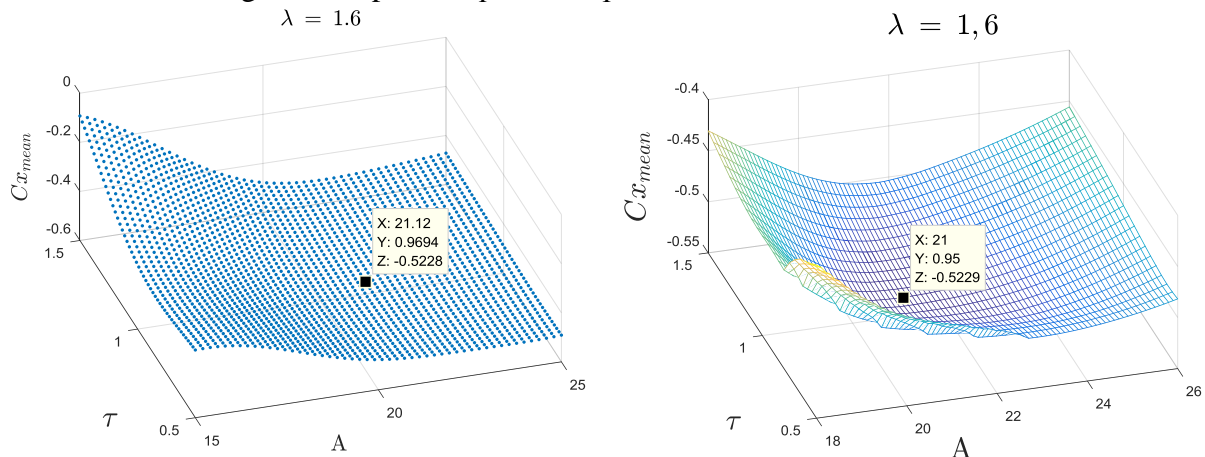 λ = 1.6
0
-0.2
-0.4
-0.6
Cx_mean
1.5
1
0.5
τ
15
20
25
A
X: 21.12
Y: 0.9694
Z: -0.5228
λ = 1,6
-0.4
-0.45
-0.5
-0.55
Cx_mean
1.5
1
0.5
τ
18
20
22
24
26
A
X: 21
Y: 0.95
Z: -0.5229